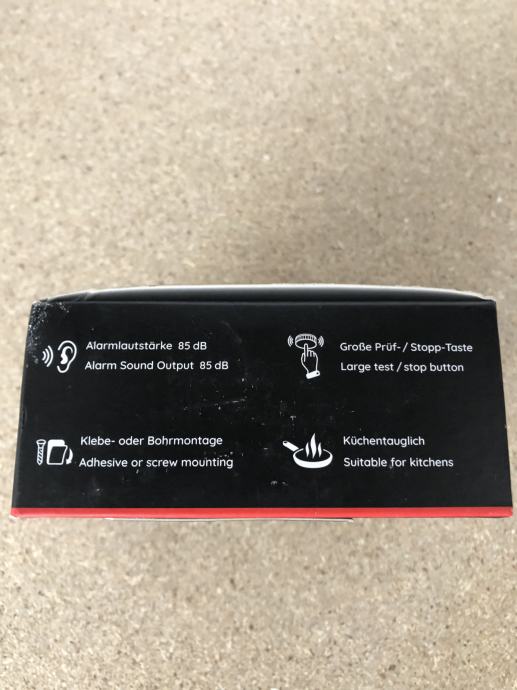 Alarmlautstärke 85 dB
Alarm Sound Output 85 dB
Große Prüf- / Stopp-Taste
Large test / stop button
Klebe- oder Bohrmontage
Adhesive or screw mounting
Küchentauglich
Suitable for kitchens